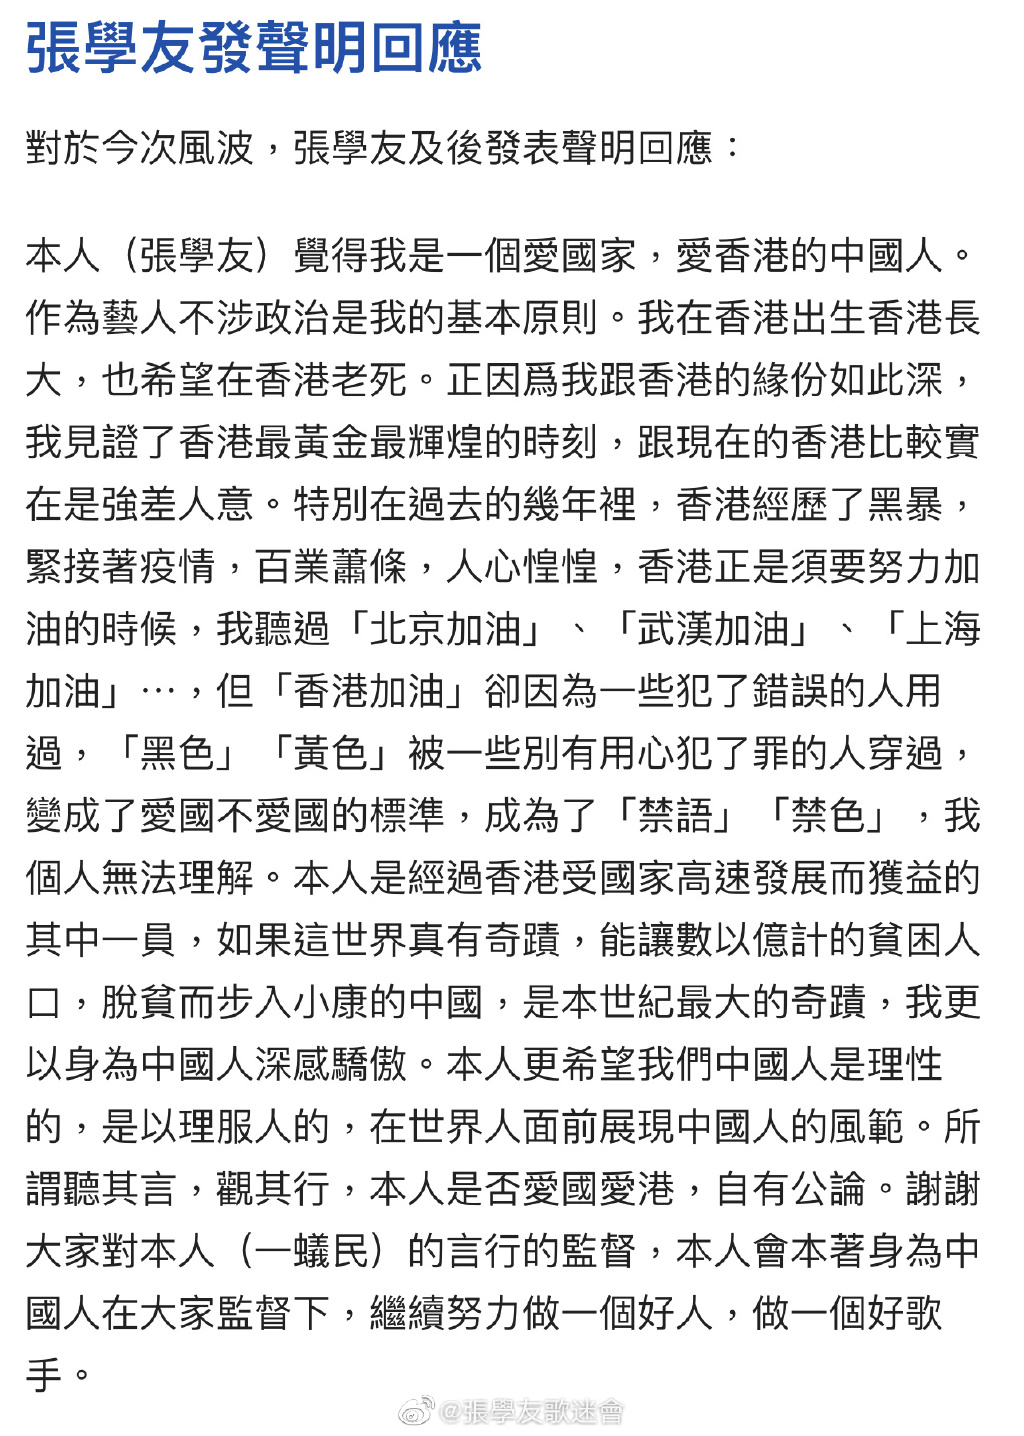 張學友發聲明回應
對於今次風波，張學友及後發表聲明回應：
本人（張學友）覺得我是一個愛國家，愛香港的中國人。
作為藝人不涉政治是我的基本原則。我在香港出生香港長
大，也希望在香港老死。正因爲我跟香港的緣份如此深，
我見證了香港最黃金最輝煌的時刻，跟現在的香港比較實
在是強差人意。特別在過去的幾年裡，香港經歷了黑暴，
緊接著疫情，百業蕭條，人心惶惶，香港正是須要努力加
油的時候，我聽過「北京加油」、「武漢加油」、「上海
加油」⋯，但「香港加油」卻因為一些犯了錯誤的人用
過，「黑色」「黃色」被一些別有用心犯了罪的人穿過，
變成了愛國不愛國的標準，成為了「禁語」「禁色」，我
個人無法理解。本人是經過香港受國家高速發展而獲益的
其中一員，如果這世界真有奇蹟，能讓數以億計的貧困人
口，脫貧而步入小康的中國，是本世紀最大的奇蹟，我更
以身為中國人深感驕傲。本人更希望我們中國人是理性
的，是以理服人的，在世界人面前展現中國人的風範。所
謂聽其言，觀其行，本人是否愛國愛港，自有公論。謝謝
大家對本人（一蟻民）的言行的監督，本人會本著身為中
國人在大家監督下，繼續努力做一個好人，做一個好歌
手。
@張學友歌迷會